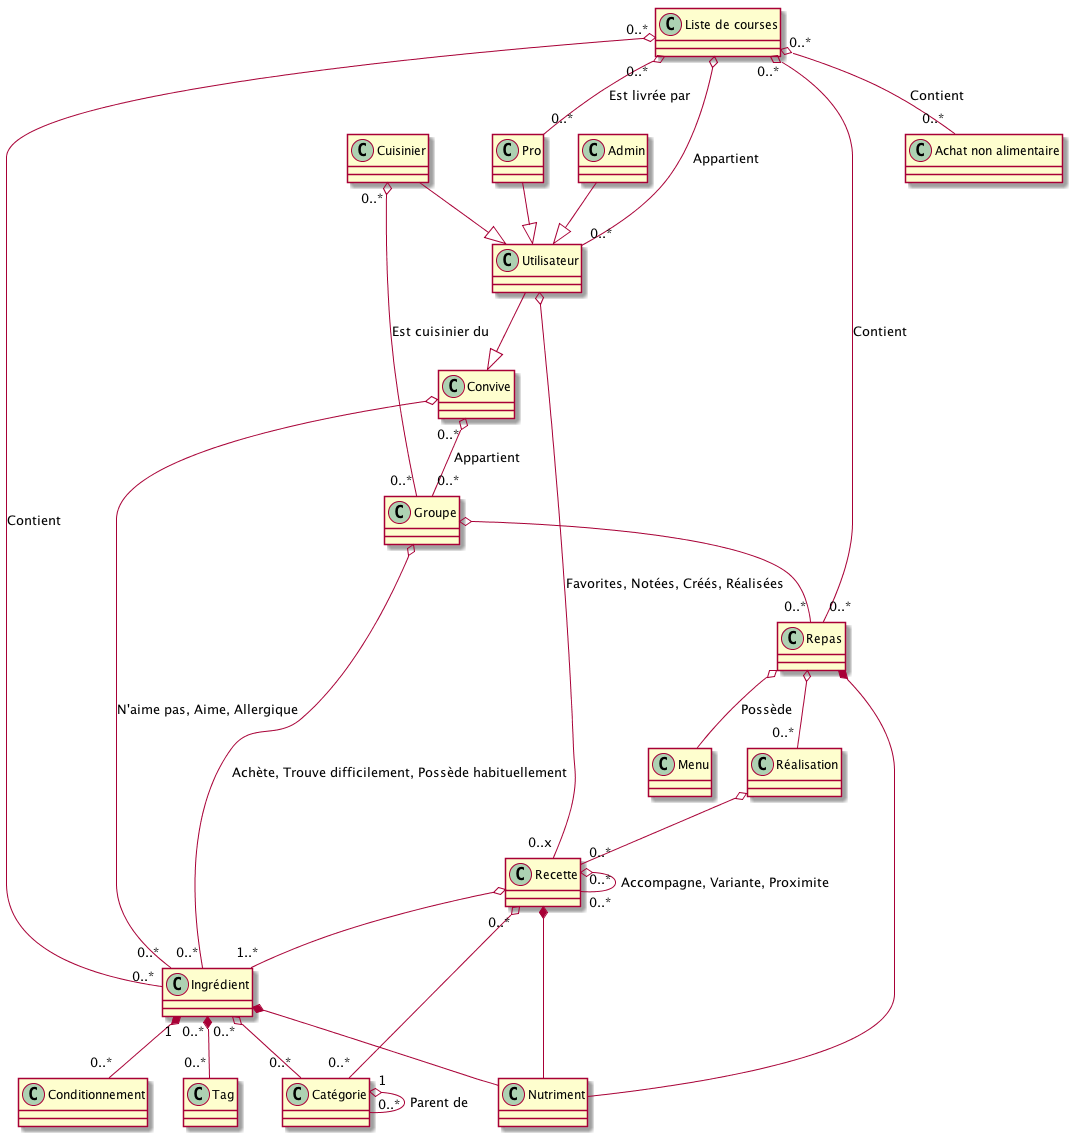 C Liste de courses
0..* 0..*
0..* 0..*
Est livrée par
Contient
0..* 0..*
C Cuisinier
C Pro
C Admin
C Achat non alimentaire
Appartient
0..*
0..*
C Utilisateur
Est cuisinier du
Contient
C Convive
0..*
Appartient
0..* 0..*
C Groupe
Contient
Favorites, Notées, Créés, Réalisées
0..* 0..*
C Repas
N'aime pas, Aime, Allergique
Possède
0..*
C Menu
C Réalisation
Achète, Trouve difficilement, Possède habituellement
0..x
0..*
C Recette
0..*
Accompagne, Variante, Proximite
0..*
0..*
0..* 0..* 1..*
0..*
C Ingrédient
1 0..* 0..*
0..* 0..* 0..* 0..*
C Conditionnement
C Tag
C Catégorie
1
0..*
Parent de
C Nutriment